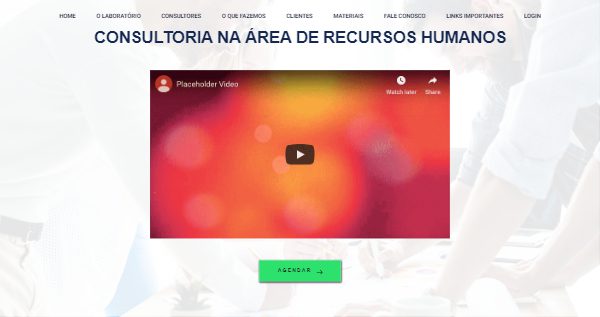 HOME O LABORATÓRIO CONSULTORES O QUE FAZEMOS CLIENTES MATERIAIS FALE CONOSCO LINKS IMPORTANTES LOGIN
CONSULTORIA NA ÁREA DE RECURSOS HUMANOS
Placeholder Video
Watch later Share
AGENDAR →